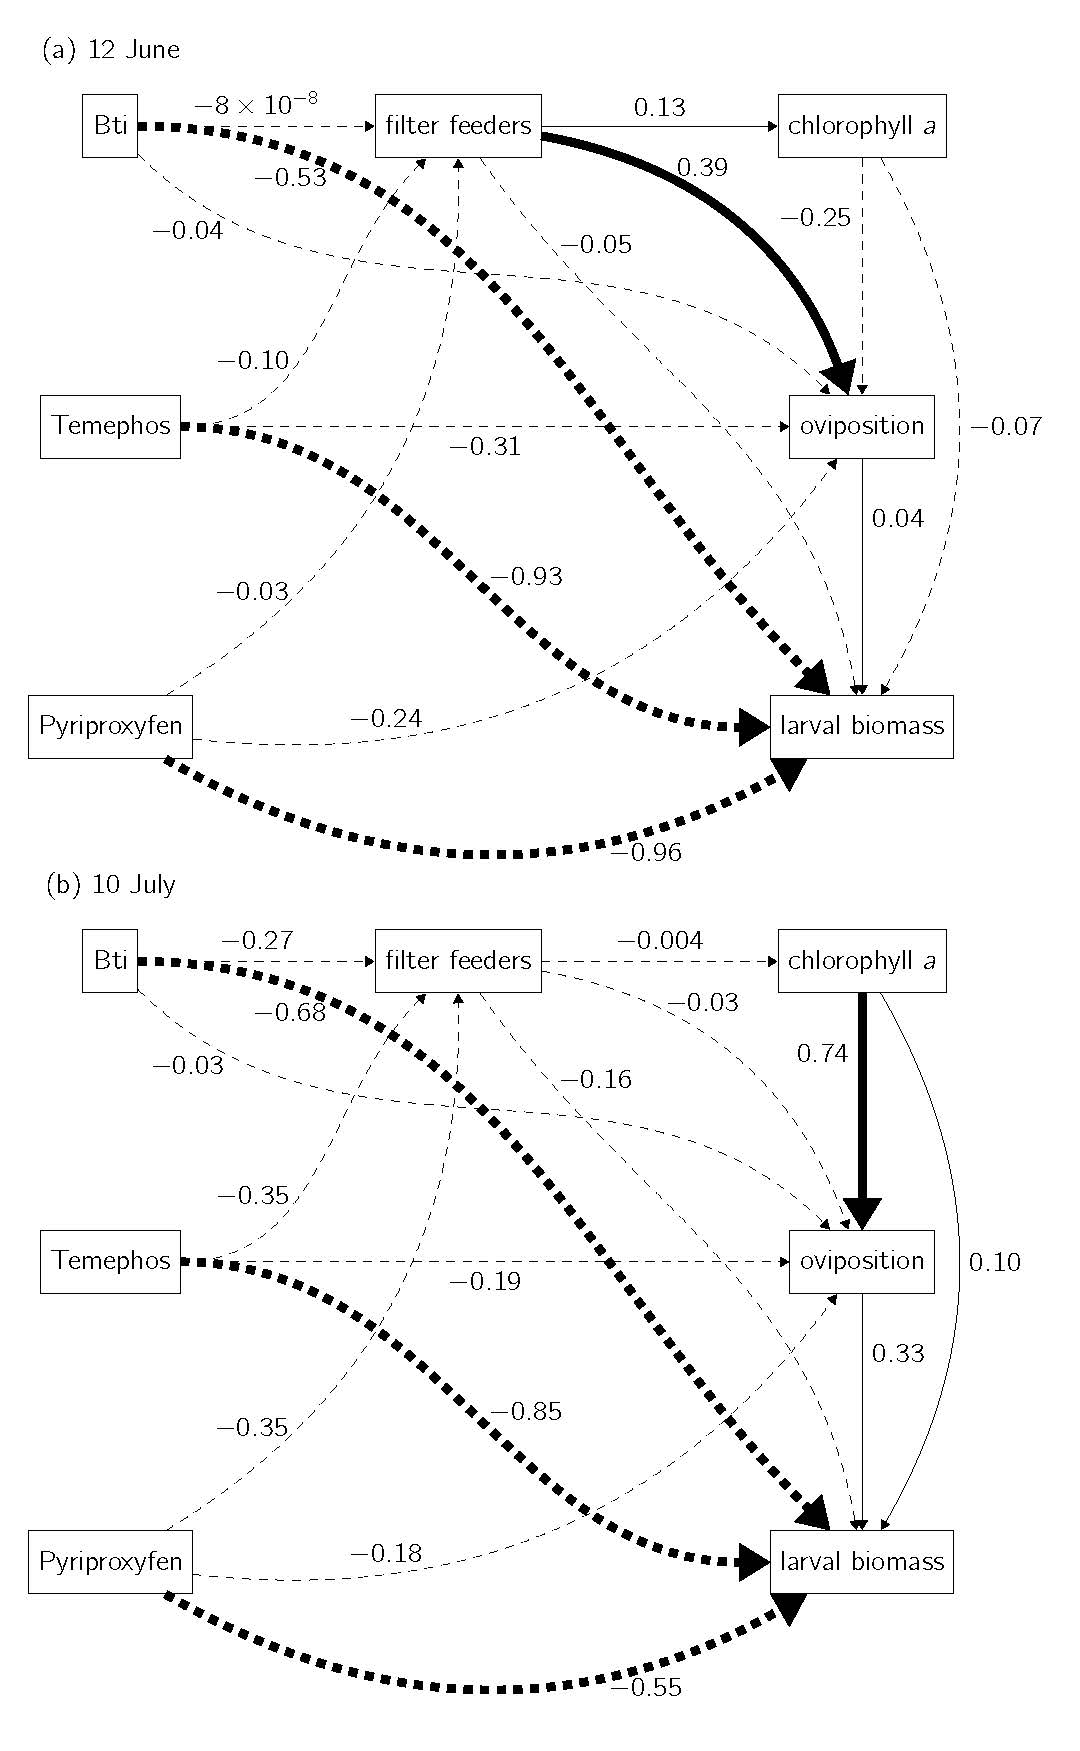 (a) 12 June
−8 × 10⁻⁸
0.13
Bti
filter feeders
chlorophyll a
0.39
−0.53
−0.25
−0.04
−0.05
−0.10
Temephos
oviposition
−0.07
−0.31
0.04
−0.93
−0.03
−0.24
Pyriproxyfen
larval biomass
−0.96
(b) 10 July
−0.27
−0.004
Bti
filter feeders
chlorophyll a
−0.03
−0.68
0.74
−0.03
−0.16
−0.35
Temephos
oviposition
0.10
−0.19
0.33
−0.85
−0.35
−0.18
Pyriproxyfen
larval biomass
−0.55